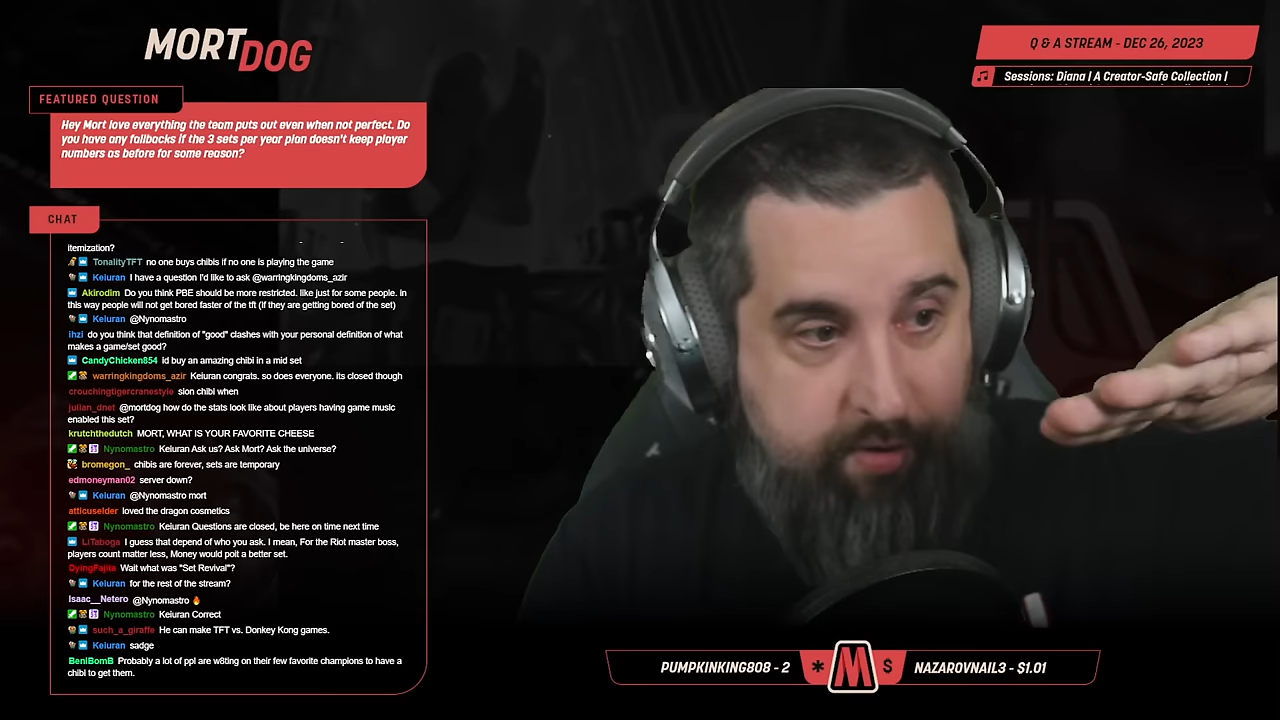 MORTDOG
Q & A STREAM - DEC 26, 2023
Sessions: Diana | A Creator-Safe Collection |
FEATURED QUESTION
Hey Mort love everything the team puts out even when not perfect. Do
you have any fallbacks if the 3 sets per year plan doesn't keep player
numbers as before for some reason?
CHAT
itemization?
TonalityTFT no one buys chibis if no one is playing the game
Keluran I have a question I'd like to ask @warringkingdoms_azir
Akirodim Do you think PBE should be more restricted. like just for some people. in
this way people will not get bored faster of the tft (if they are getting bored of the set)
Keluran @Nynomastro
ihzi do you think that definition of "good" clashes with your personal definition of what
makes a game/set good?
CandyChicken854 id buy an amazing chibi in a mid set
warringkingdoms_azir Keluran congrats. so does everyone. its closed though
crouchingtigercranestyle sion chibi when
julian_dnet @mortdog how do the stats look like about players having game music
enabled this set?
krutchthedutch MORT, WHAT IS YOUR FAVORITE CHEESE
Nynomastro Keluran Ask us? Ask Mort? Ask the universe?
bromegon_ chibis are forever, sets are temporary
edmoneyman02 server down?
Keluran @Nynomastro mort
atticuselder loved the dragon cosmetics
Nynomastro Keluran Questions are closed, be here on time next time
LiTaboga I guess that depend of who you ask. I mean, For the Riot master boss,
players count matter less, Money would poit a better set.
DyingFajita Wait what was "Set Revival"?
Keluran for the rest of the stream?
Isaac__Netero @Nynomastro 🔥
Nynomastro Keluran Correct
such_a_giraffe He can make TFT vs. Donkey Kong games.
Keluran sadge
BeniBomB Probably a lot of ppl are w8ting on their few favorite champions to have a
chibi to get them.
PUMPKINKING808 - 2 * M $ NAZAROVNAIL3 - $1.01